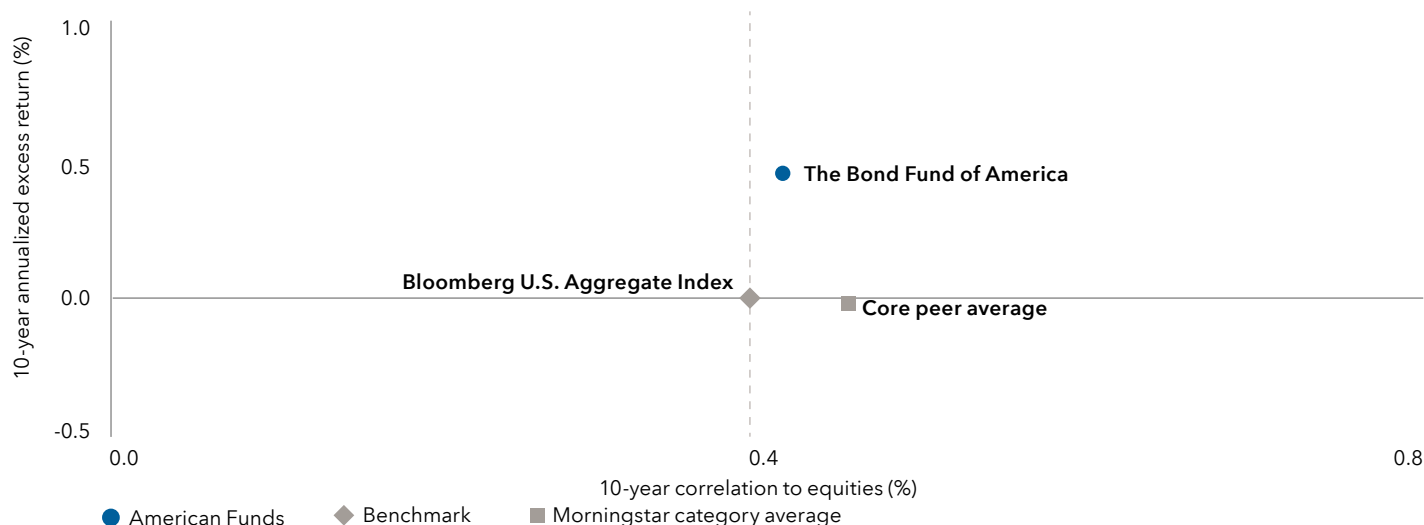 10-year annualized excess return (%)
1.0
0.5
0.0
-0.5
The Bond Fund of America
Bloomberg U.S. Aggregate Index
Core peer average
0.0
0.4
0.8
10-year correlation to equities (%)
American Funds
Benchmark
Morningstar category average